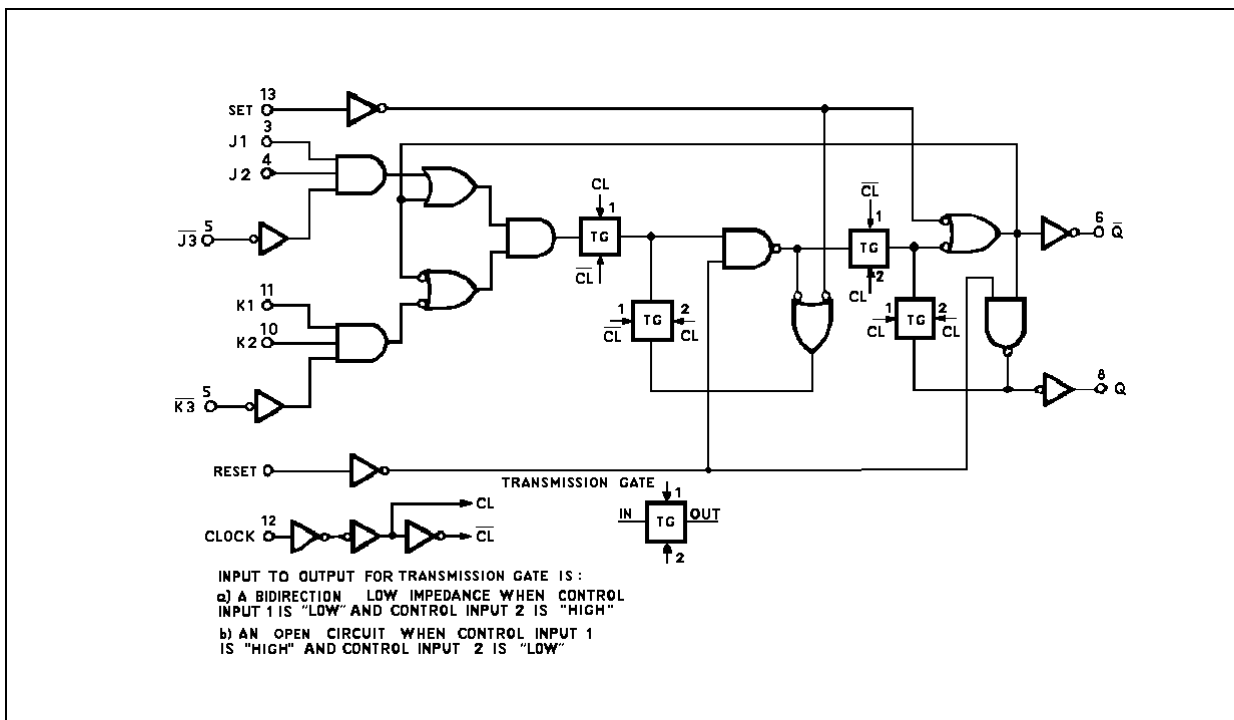 13
SET
3
J1
4
J2
5
J3
11
K1
10
K2
5
K3
RESET
12
CLOCK
CL
CL
CL
1
TG
CL
1
TG
2
CL
CL
CL
1
TG
2
CL
1
TG
2
CL
CL
6
Q
8
Q
TRANSMISSION GATE
1
IN
TG
OUT
2
INPUT TO OUTPUT FOR TRANSMISSION GATE IS :
a) A BIDIRECTION LOW IMPEDANCE WHEN CONTROL
INPUT 1 IS "LOW" AND CONTROL INPUT 2 IS "HIGH"
b) AN OPEN CIRCUIT WHEN CONTROL INPUT 1
IS "HIGH" AND CONTROL INPUT 2 IS "LOW"